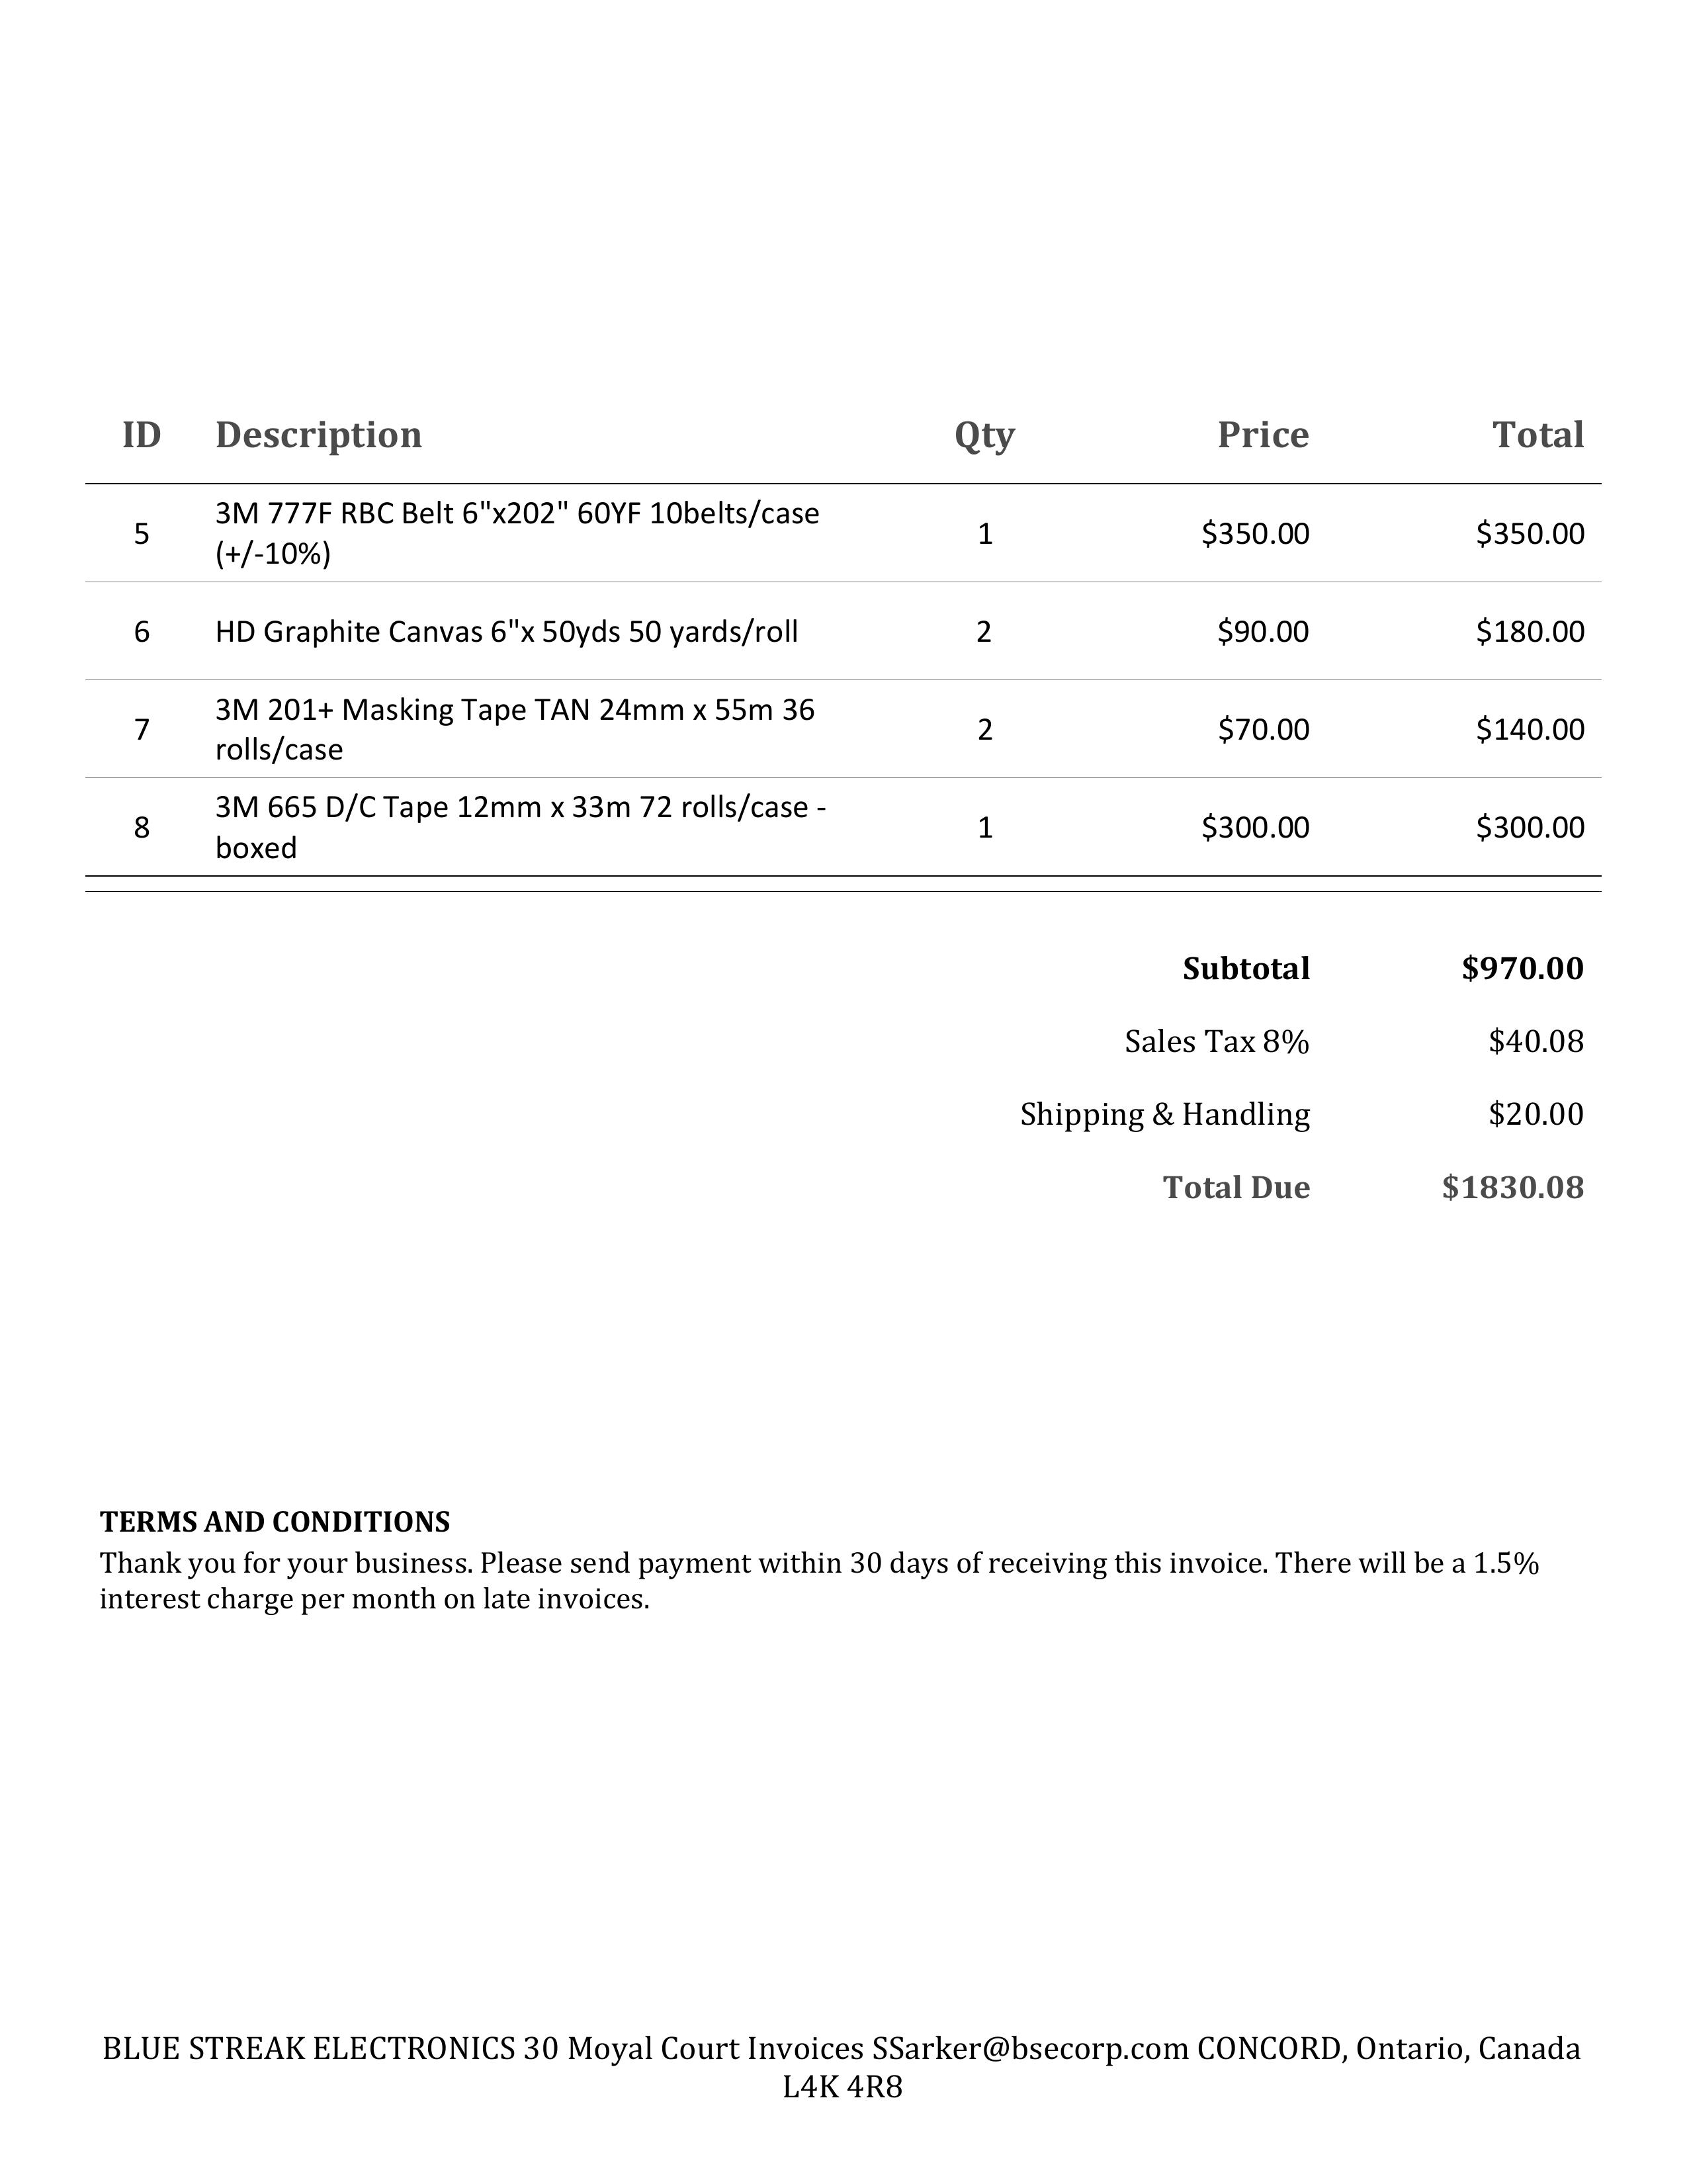 ID Description Qty Price Total
3M 777F RBC Belt 6"x202" 60YF 10belts/case
5 1 $350.00 $350.00
(+/-10%)
6 HD Graphite Canvas 6"x 50yds 50 yards/roll 2 $90.00 $180.00
3M 201+ Masking Tape TAN 24mm x 55m 36
7 2 $70.00 $140.00
rolls/case
3M 665 D/C Tape 12mm x 33m 72 rolls/case -
8 1 $300.00 $300.00
boxed
Subtotal $970.00
Sales Tax 8% $40.08
Shipping & Handling $20.00
Total Due $1830.08
TERMS AND CONDITIONS
Thank you for your business. Please send payment within 30 days of receiving this invoice. There will be a 1.5%
interest charge per month on late invoices.
BLUE STREAK ELECTRONICS 30 Moyal Court Invoices SSarker@bsecorp.com CONCORD, Ontario, Canada
L4K 4R8